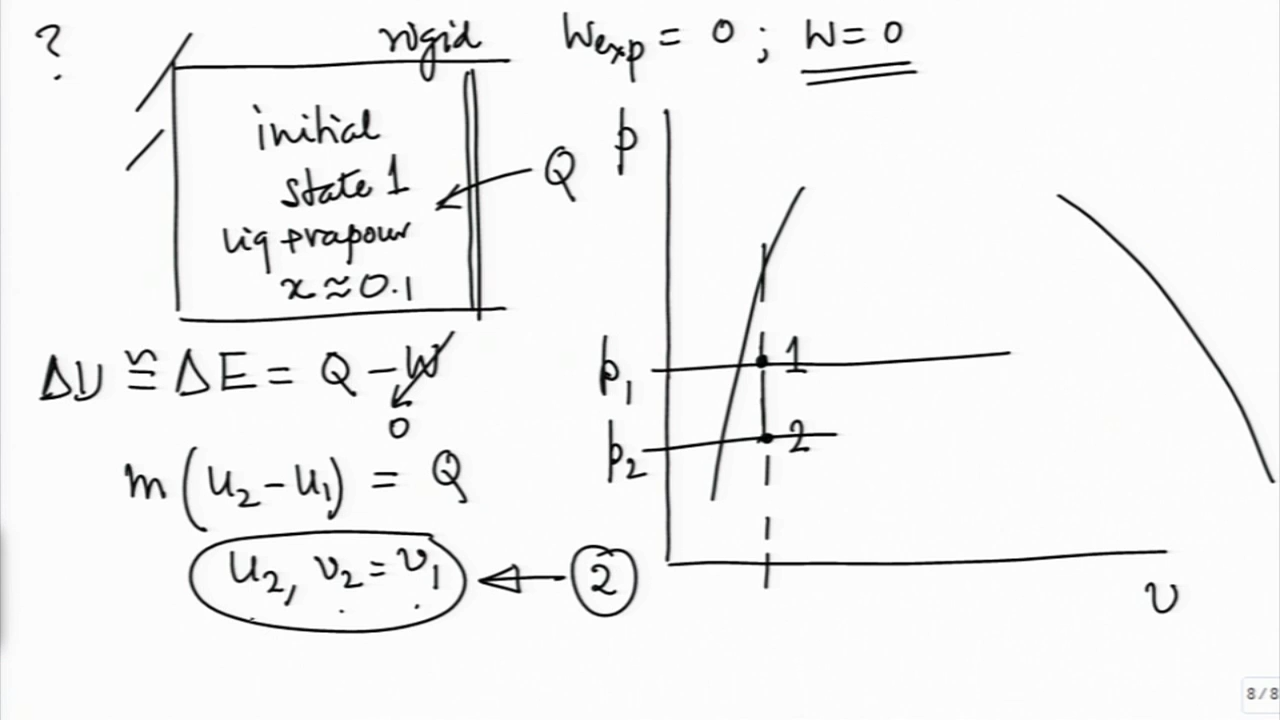 ?
rigid
W_exp = 0 ; W = 0
initial
state 1
liq + vapour
x ≈ 0.1
Q
ΔU ≅ ΔE = Q − W
0
m (u₂ − u₁) = Q
u₂, v₂ = v₁ ← ②
p
p₁
1
p₂
2
v
8/8